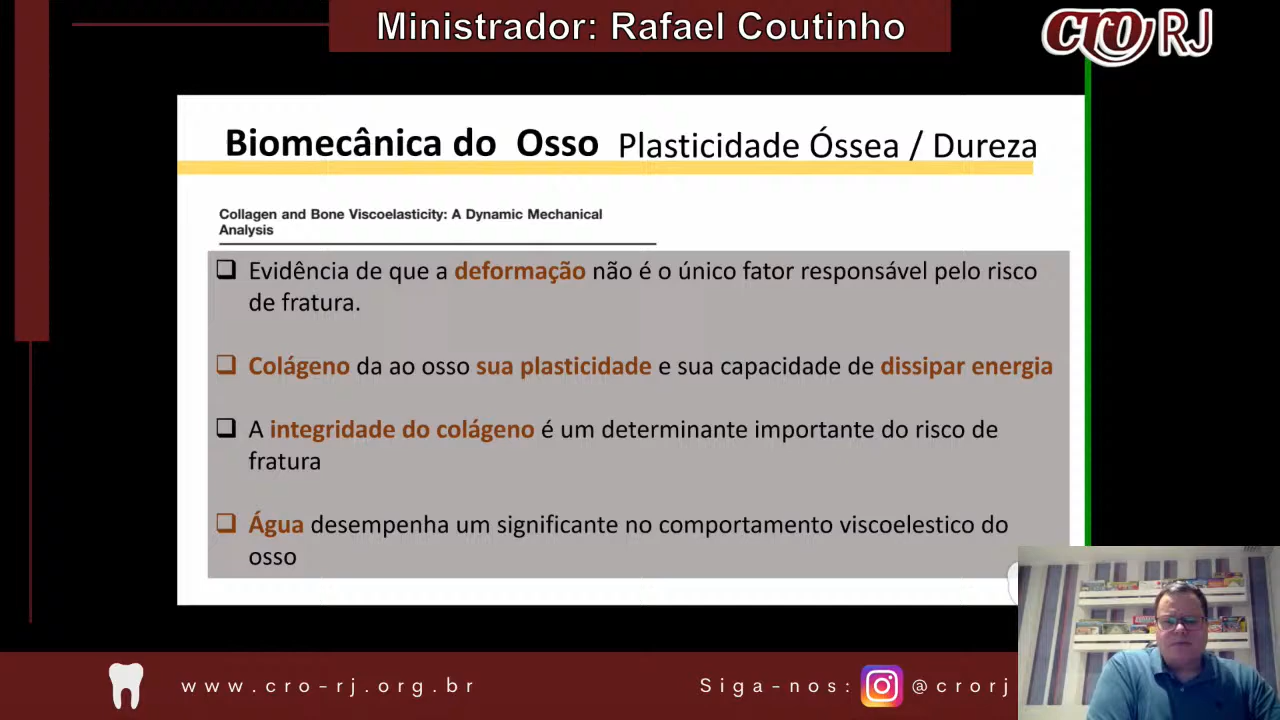 Ministrador: Rafael Coutinho
CRO RJ
Biomecânica do Osso Plasticidade Óssea / Dureza
Collagen and Bone Viscoelasticity: A Dynamic Mechanical
Analysis
Evidência de que a deformação não é o único fator responsável pelo risco
de fratura.
Colágeno da ao osso sua plasticidade e sua capacidade de dissipar energia
A integridade do colágeno é um determinante importante do risco de
fratura
Água desempenha um significante no comportamento viscoelestico do
osso
www.cro-rj.org.br
Siga-nos: @crorj